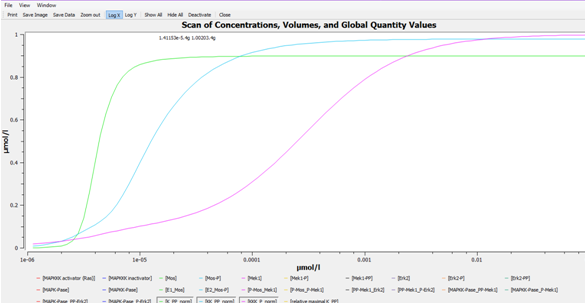 File View Window
Print Save Image Save Data Zoom out Log X Log Y Show All Hide All Deactivate Close
Scan of Concentrations, Volumes, and Global Quantity Values
1.41153e-5.4g 1.00203.4g
1
0.8
0.6
0.4
0.2
0
µmol/l
1e-06 1e-05 0.0001 0.001 0.01
µmol/l
[MAPKKK activator (Ras)] [MAPKKK inactivator] [Mos] [Mos-P] [Mek1] [Mek1-P] [Mek1-PP] [Erk2] [Erk2-P] [Erk2-PP]
[MAPK-Pase] [MAPKK-Pase] [E1_Mos] [E2_Mos-P] [P-Mos_Mek1] [P-Mos_P-Mek1] [PP-Mek1_Erk2] [PP-Mek1_P-Erk2] [MAPKK-Pase_PP-Mek1] [MAPKK-Pase_P-Mek1]
[MAPK-Pase_PP-Erk2] [MAPK-Pase_P-Erk2] [K_PP_norm] [KK_PP_norm] [KKK_P_norm] [relative maximal K_PP]